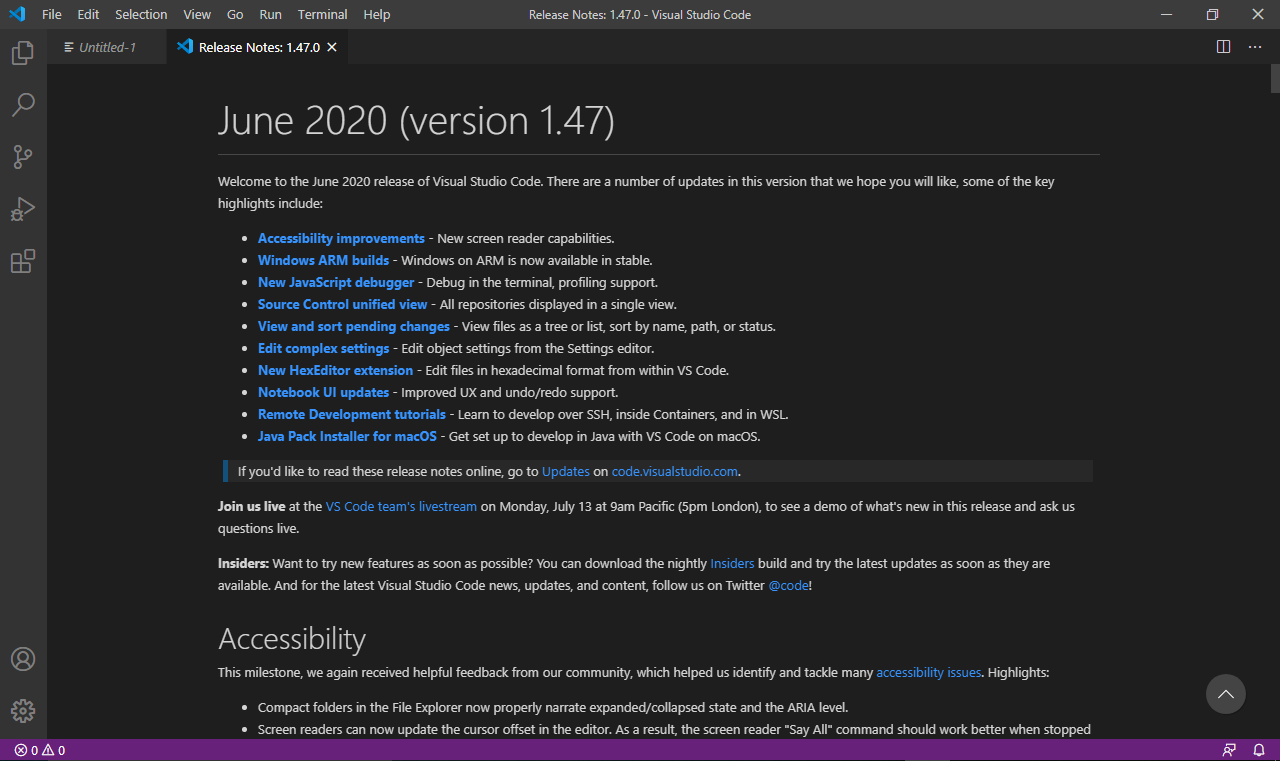 File Edit Selection View Go Run Terminal Help Release Notes: 1.47.0 - Visual Studio Code
Untitled-1 Release Notes: 1.47.0
June 2020 (version 1.47)
Welcome to the June 2020 release of Visual Studio Code. There are a number of updates in this version that we hope you will like, some of the key
highlights include:
• Accessibility improvements - New screen reader capabilities.
• Windows ARM builds - Windows on ARM is now available in stable.
• New JavaScript debugger - Debug in the terminal, profiling support.
• Source Control unified view - All repositories displayed in a single view.
• View and sort pending changes - View files as a tree or list, sort by name, path, or status.
• Edit complex settings - Edit object settings from the Settings editor.
• New HexEditor extension - Edit files in hexadecimal format from within VS Code.
• Notebook UI updates - Improved UX and undo/redo support.
• Remote Development tutorials - Learn to develop over SSH, inside Containers, and in WSL.
• Java Pack Installer for macOS - Get set up to develop in Java with VS Code on macOS.
If you'd like to read these release notes online, go to Updates on code.visualstudio.com.
Join us live at the VS Code team's livestream on Monday, July 13 at 9am Pacific (5pm London), to see a demo of what's new in this release and ask us
questions live.
Insiders: Want to try new features as soon as possible? You can download the nightly Insiders build and try the latest updates as soon as they are
available. And for the latest Visual Studio Code news, updates, and content, follow us on Twitter @code!
Accessibility
This milestone, we again received helpful feedback from our community, which helped us identify and tackle many accessibility issues. Highlights:
• Compact folders in the File Explorer now properly narrate expanded/collapsed state and the ARIA level.
• Screen readers can now update the cursor offset in the editor. As a result, the screen reader "Say All" command should work better when stopped
0 0